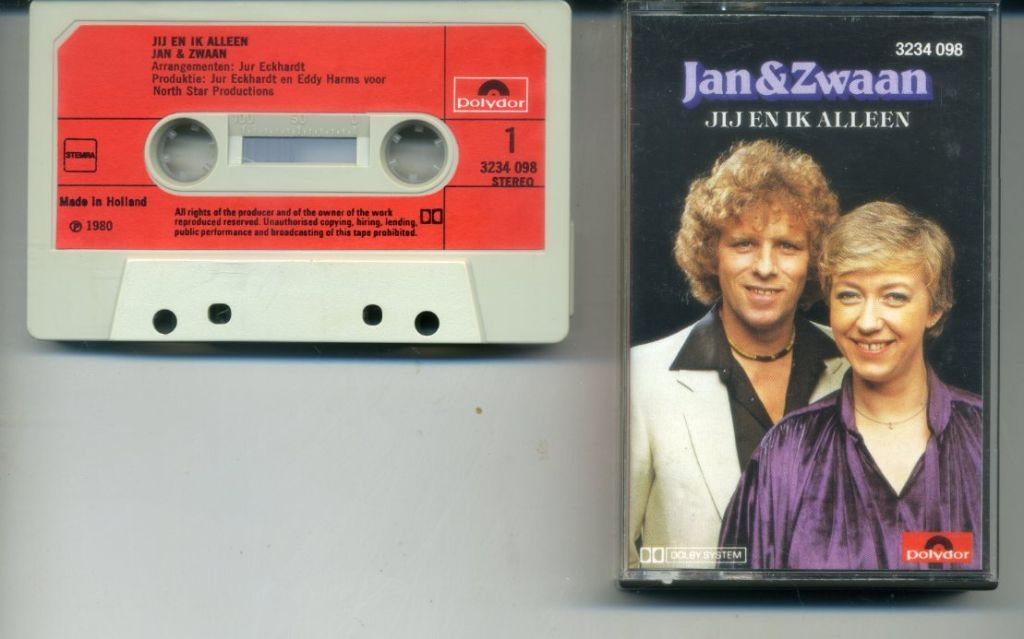 JIJ EN IK ALLEEN
JAN & ZWAAN
Arrangementen: Jur Eckhardt
Produktie: Jur Eckhardt en Eddy Harms voor
North Star Productions
polydor
100 50 0
1
STEMRA
3234 098
STEREO
Made in Holland
℗ 1980
All rights of the producer and of the owner of the work
reproduced reserved. Unauthorised copying, hiring, lending,
public performance and broadcasting of this tape prohibited.
3234 098
Jan&Zwaan
JIJ EN IK ALLEEN
DOLBY SYSTEM
polydor